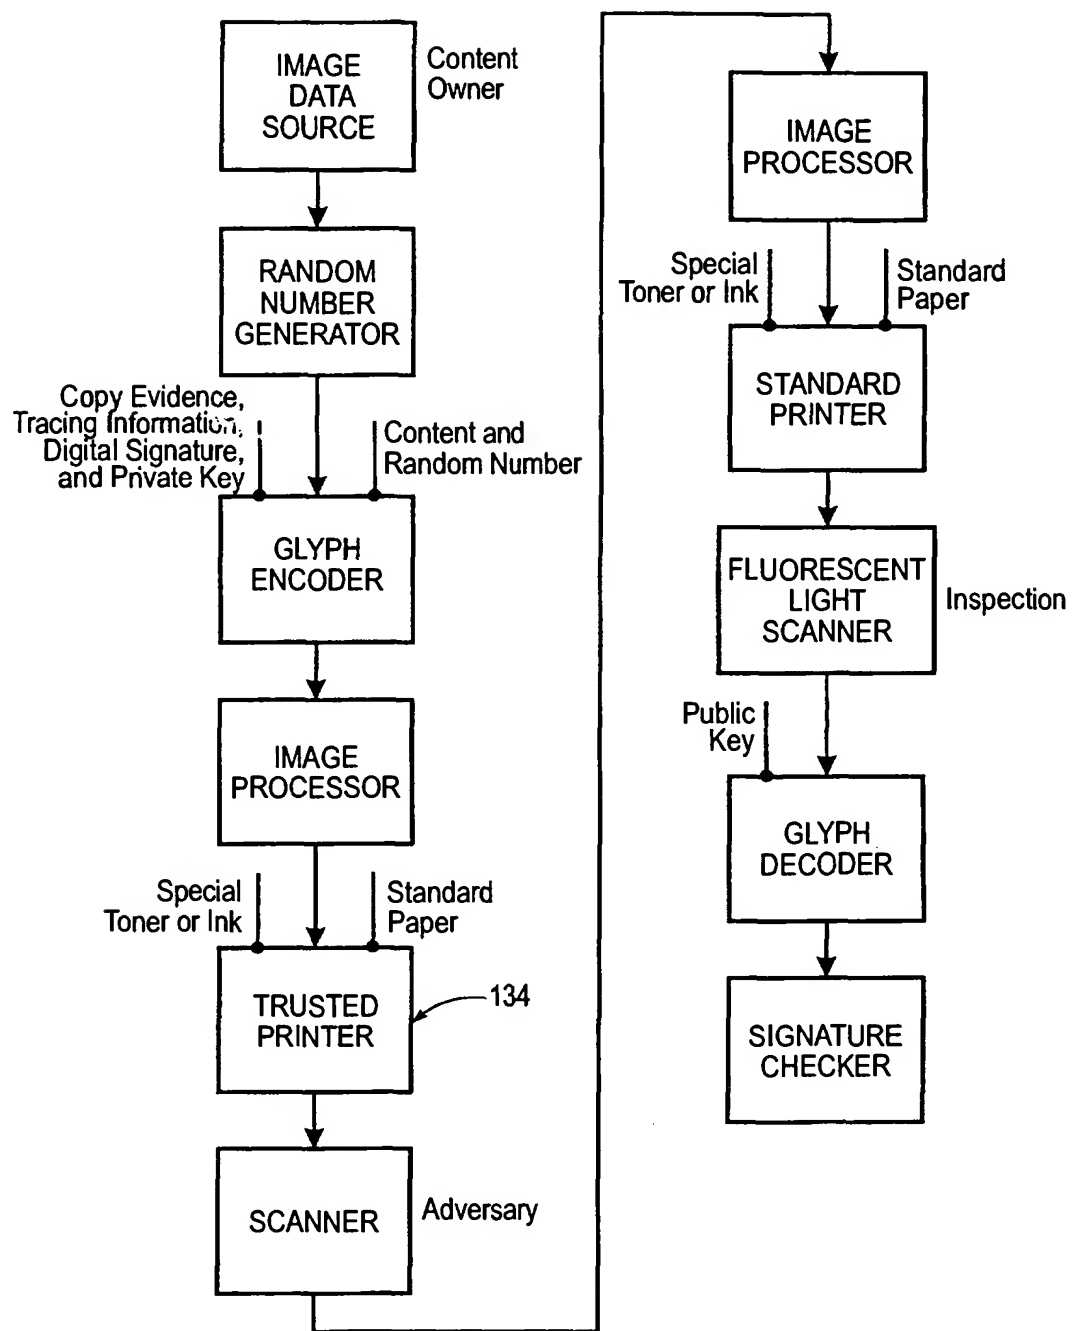 IMAGE
DATA
SOURCE
Content
Owner
RANDOM
NUMBER
GENERATOR
Copy Evidence,
Tracing Information,
Digital Signature,
and Private Key
Content and
Random Number
GLYPH
ENCODER
IMAGE
PROCESSOR
Special
Toner or Ink
Standard
Paper
TRUSTED
PRINTER
134
SCANNER
Adversary
IMAGE
PROCESSOR
Special
Toner or Ink
Standard
Paper
STANDARD
PRINTER
FLUORESCENT
LIGHT
SCANNER
Inspection
Public
Key
GLYPH
DECODER
SIGNATURE
CHECKER